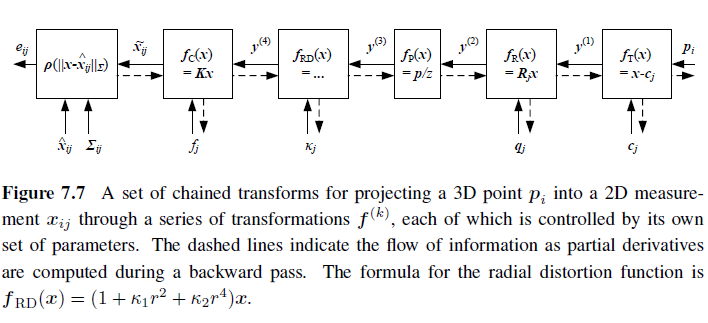 e_ij x̃_ij y^(4) y^(3) y^(2) y^(1) p_i
ρ(||x-x̂_ij||_Σ) f_C(x) = Kx f_RD(x) = ... f_P(x) = p/z f_R(x) = R_jx f_T(x) = x-c_j
x̂_ij Σ_ij f_j κ_j q_j c_j
Figure 7.7 A set of chained transforms for projecting a 3D point p_i into a 2D measure-
ment x_ij through a series of transformations f^(k), each of which is controlled by its own
set of parameters. The dashed lines indicate the flow of information as partial derivatives
are computed during a backward pass. The formula for the radial distortion function is
f_RD(x) = (1 + κ_1r^2 + κ_2r^4)x.